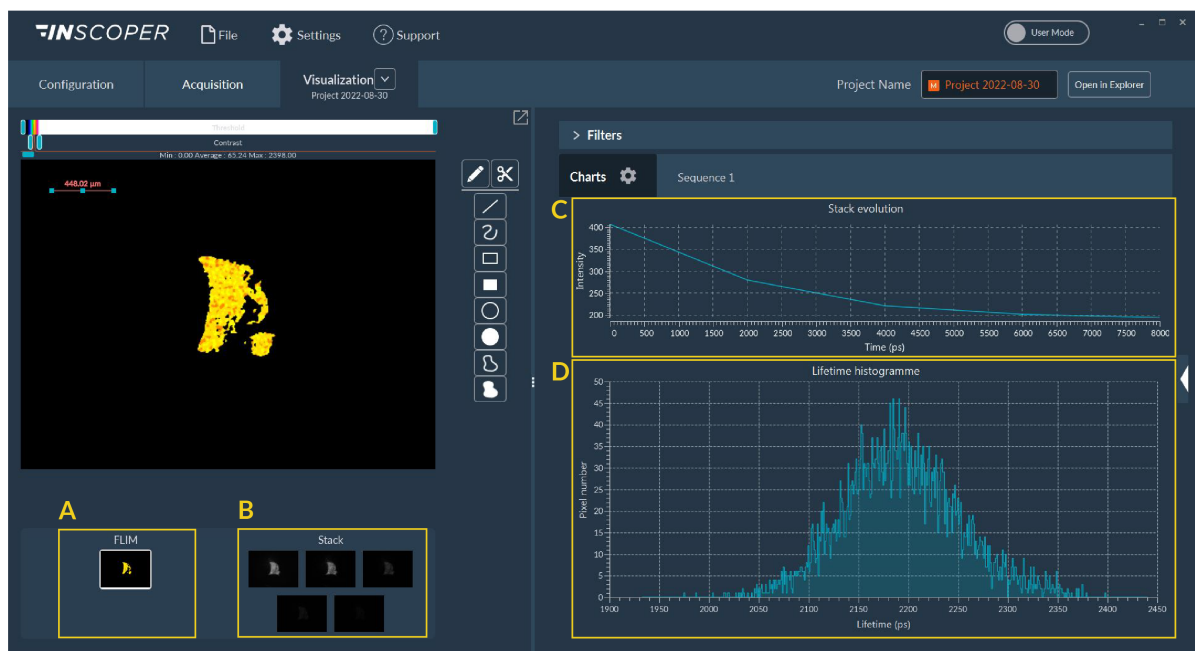 INSCOPER File Settings Support User Mode
Configuration Acquisition Visualization
Project 2022-08-30
Project Name M Project 2022-08-30 Open in Explorer
Threshold
Contrast
Min : 0.00 Average : 65.24 Max : 2398.00
448.02 µm
> Filters
Charts Sequence 1
C
Stack evolution
Intensity
400
350
300
250
200
0 500 1000 1500 2000 2500 3000 3500 4000 4500 5000 5500 6000 6500 7000 7500 8000
Time (ps)
D
Lifetime histogramme
Pixel number
50
45
40
35
30
25
20
15
10
5
0
1900 1950 2000 2050 2100 2150 2200 2250 2300 2350 2400 2450
Lifetime (ps)
A
FLIM
B
Stack